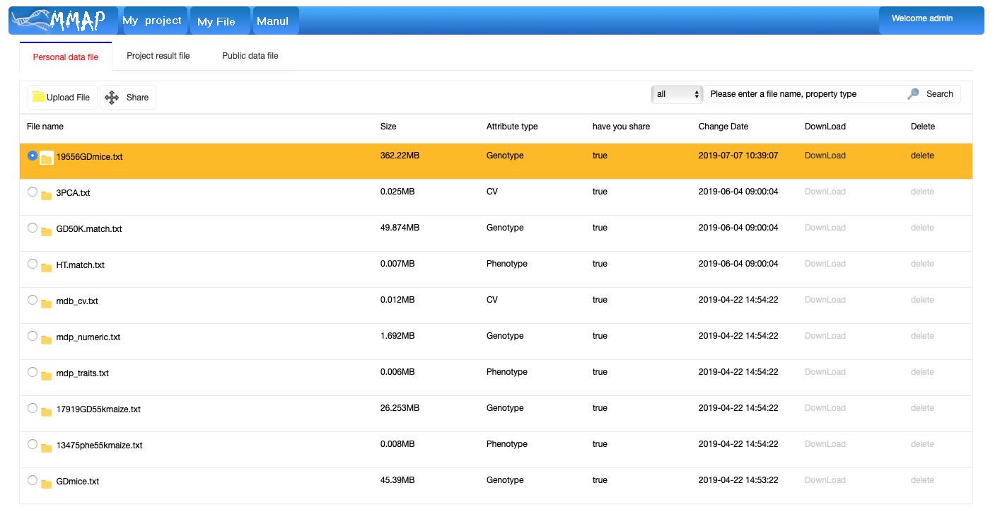 MMAP My project My File Manul Welcome admin
Personal data file Project result file Public data file
Upload File Share all Please enter a file name, property type Search
File name Size Attribute type have you share Change Date DownLoad Delete
19556GDmice.txt 362.22MB Genotype true 2019-07-07 10:39:07 DownLoad delete
3PCA.txt 0.025MB CV true 2019-06-04 09:00:04 DownLoad delete
GD50K.match.txt 49.874MB Genotype true 2019-06-04 09:00:04 DownLoad delete
HT.match.txt 0.007MB Phenotype true 2019-06-04 09:00:04 DownLoad delete
mdb_cv.txt 0.012MB CV true 2019-04-22 14:54:22 DownLoad delete
mdp_numeric.txt 1.692MB Genotype true 2019-04-22 14:54:22 DownLoad delete
mdp_traits.txt 0.006MB Phenotype true 2019-04-22 14:54:22 DownLoad delete
17919GD55kmaize.txt 26.253MB Genotype true 2019-04-22 14:54:22 DownLoad delete
13475phe55kmaize.txt 0.008MB Phenotype true 2019-04-22 14:54:22 DownLoad delete
GDmice.txt 45.39MB Genotype true 2019-04-22 14:53:22 DownLoad delete